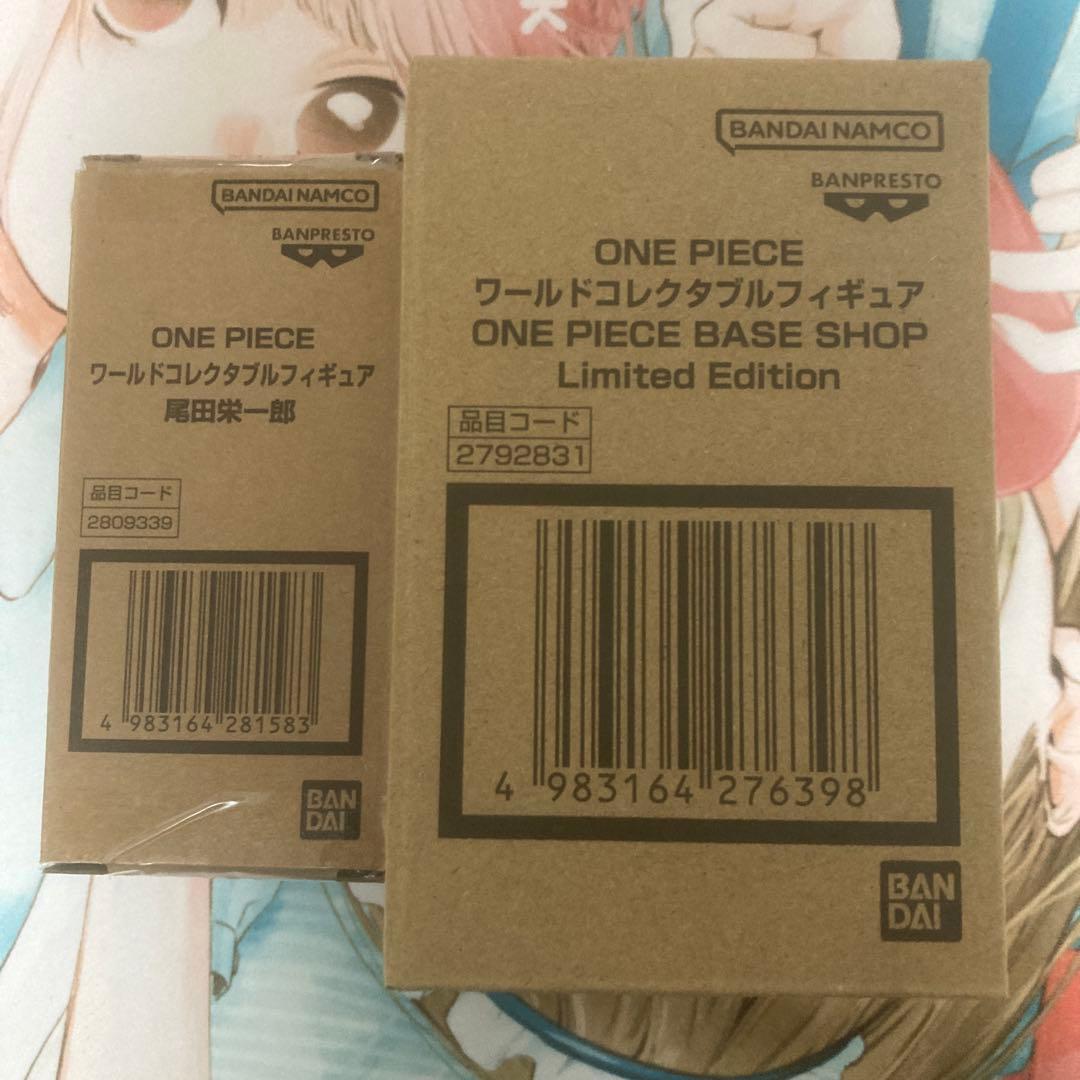 BANDAI NAMCO
BANPRESTO
ONE PIECE
ワールドコレクタブルフィギュア
尾田栄一郎
品目コード
2809339
4 983164 281583
BAN
DAI
BANDAI NAMCO
BANPRESTO
ONE PIECE
ワールドコレクタブルフィギュア
ONE PIECE BASE SHOP
Limited Edition
品目コード
2792831
4 983164 276398
BAN
DAI